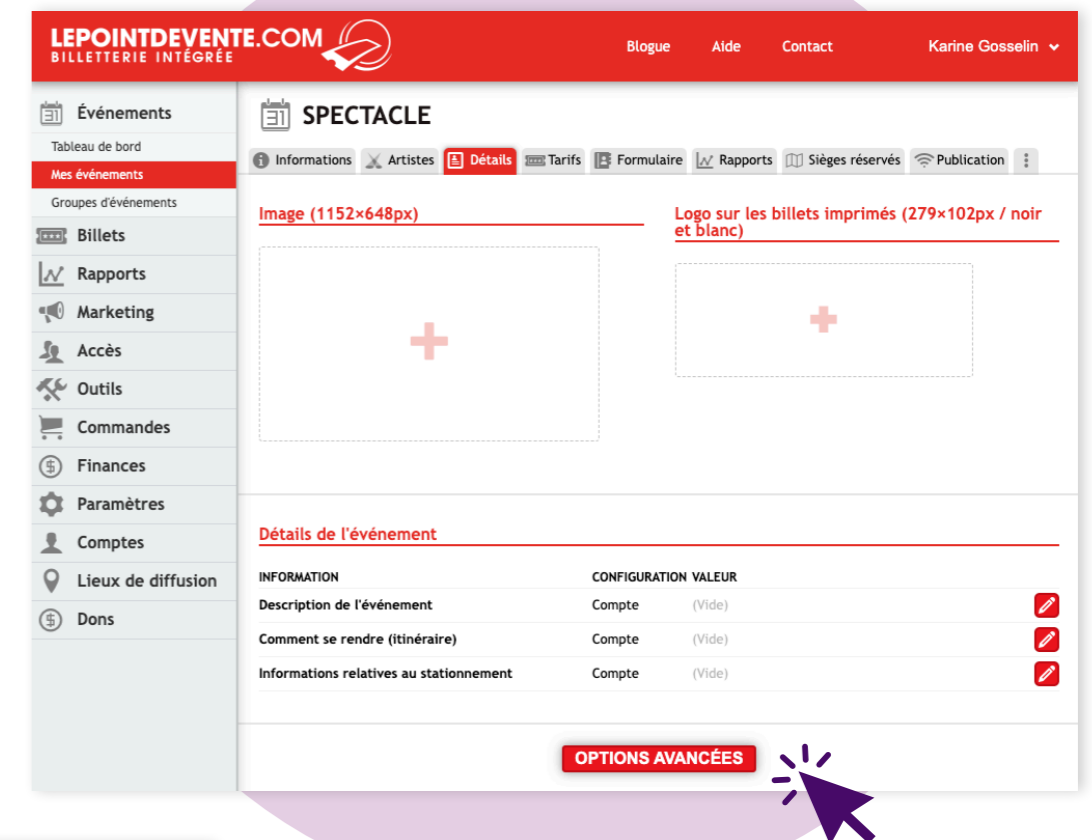 LEPOINTDEVENTE.COM
BILLETTERIE INTÉGRÉE
Blogue
Aide
Contact
Karine Gosselin
Événements
Tableau de bord
Mes événements
Groupes d'événements
Billets
Rapports
Marketing
Accès
Outils
Commandes
Finances
Paramètres
Comptes
Lieux de diffusion
Dons
SPECTACLE
Informations
Artistes
Détails
Tarifs
Formulaire
Rapports
Sièges réservés
Publication
Image (1152×648px)
Logo sur les billets imprimés (279×102px / noir
et blanc)
Détails de l'événement
INFORMATION CONFIGURATION VALEUR
Description de l'événement Compte (Vide)
Comment se rendre (itinéraire) Compte (Vide)
Informations relatives au stationnement Compte (Vide)
OPTIONS AVANCÉES